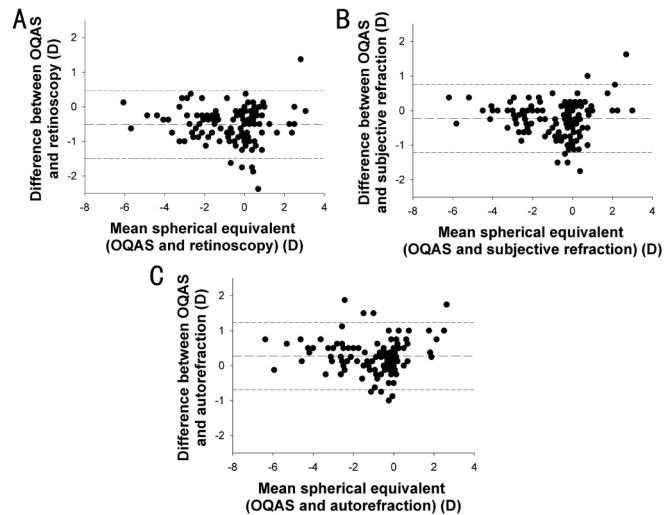 A
Difference between OQAS
and retinoscopy (D)
2
1
0
-1
-2
-8
-6
-4
-2
0
2
4
Mean spherical equivalent
(OQAS and retinoscopy) (D)
B
Difference between OQAS
and subjective refraction (D)
2
1
0
-1
-2
-8
-6
-4
-2
0
2
4
Mean spherical equivalent
(OQAS and subjective refraction) (D)
C
Difference between OQAS
and autorefraction (D)
2
1
0
-1
-2
-8
-6
-4
-2
0
2
4
Mean spherical equivalent
(OQAS and autorefraction) (D)